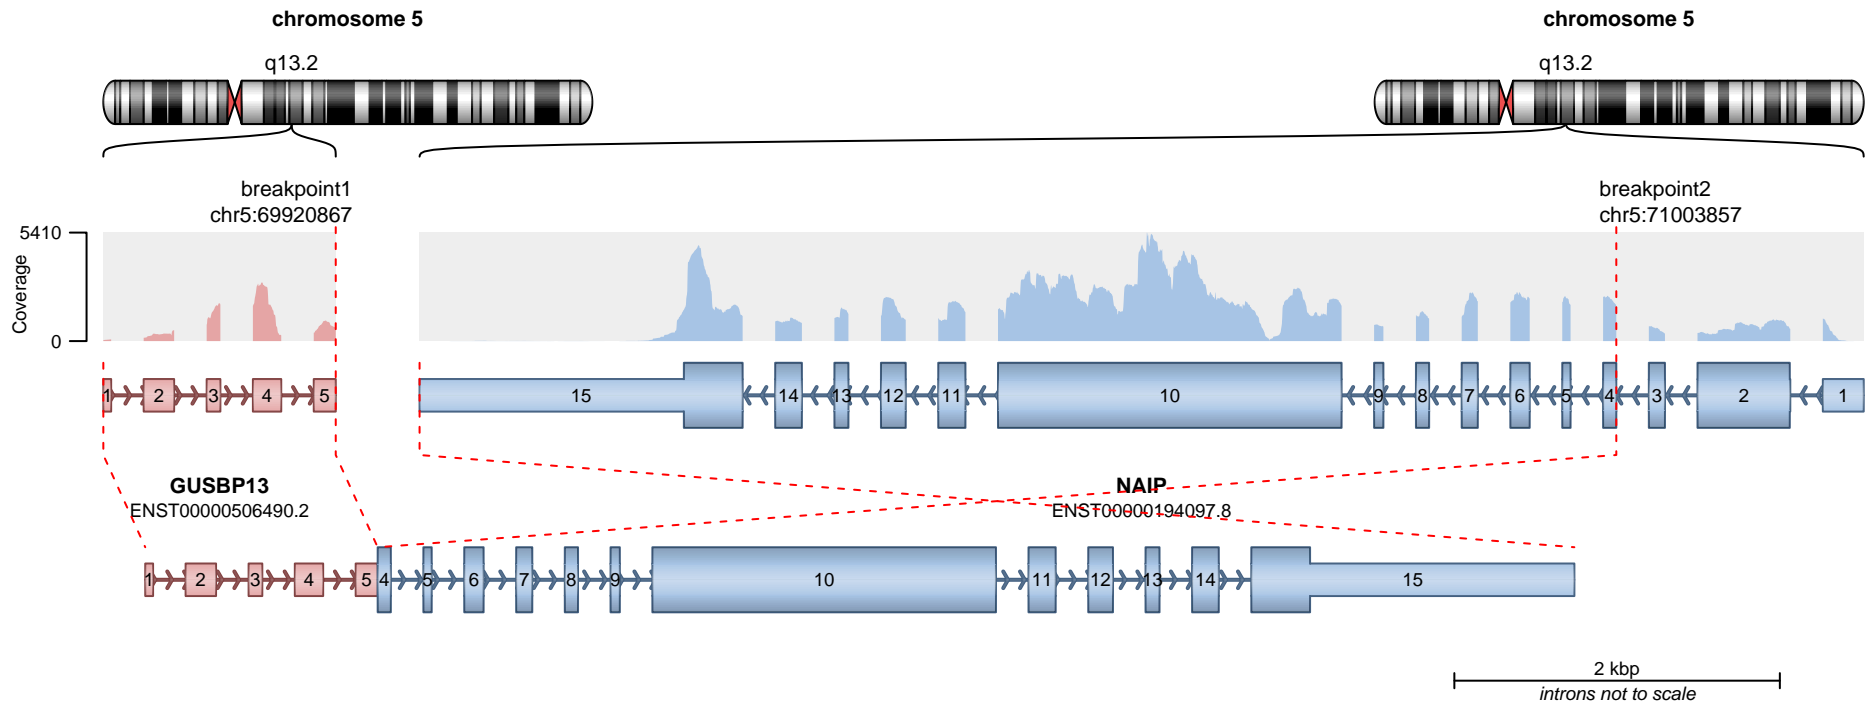 chromosome 5
chromosome 5
q13.2
q13.2
breakpoint1
chr5:69920867
breakpoint2
chr5:71003857
5410
Coverage
0
1 2 3 4 5
15 14 13 12 11 10 9 8 7 6 5 4 3 2 1
GUSBP13
ENST00000506490.2
NAIP
ENST00000194097.8
1 2 3 4 5 4 5 6 7 8 9 10 11 12 13 14 15
2 kbp
introns not to scale